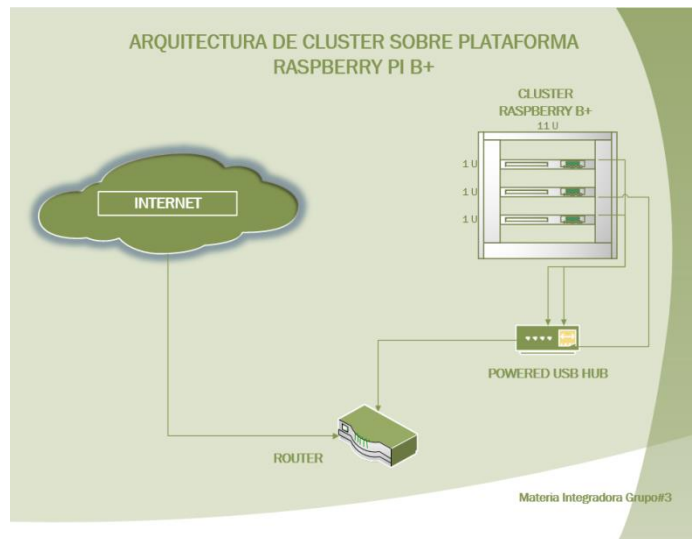 ARQUITECTURA DE CLUSTER SOBRE PLATAFORMA
RASPBERRY PI B+
CLUSTER
RASPBERRY B+
11 U
1 U
1 U
1 U
INTERNET
POWERED USB HUB
ROUTER
Materia Integradora Grupo#3